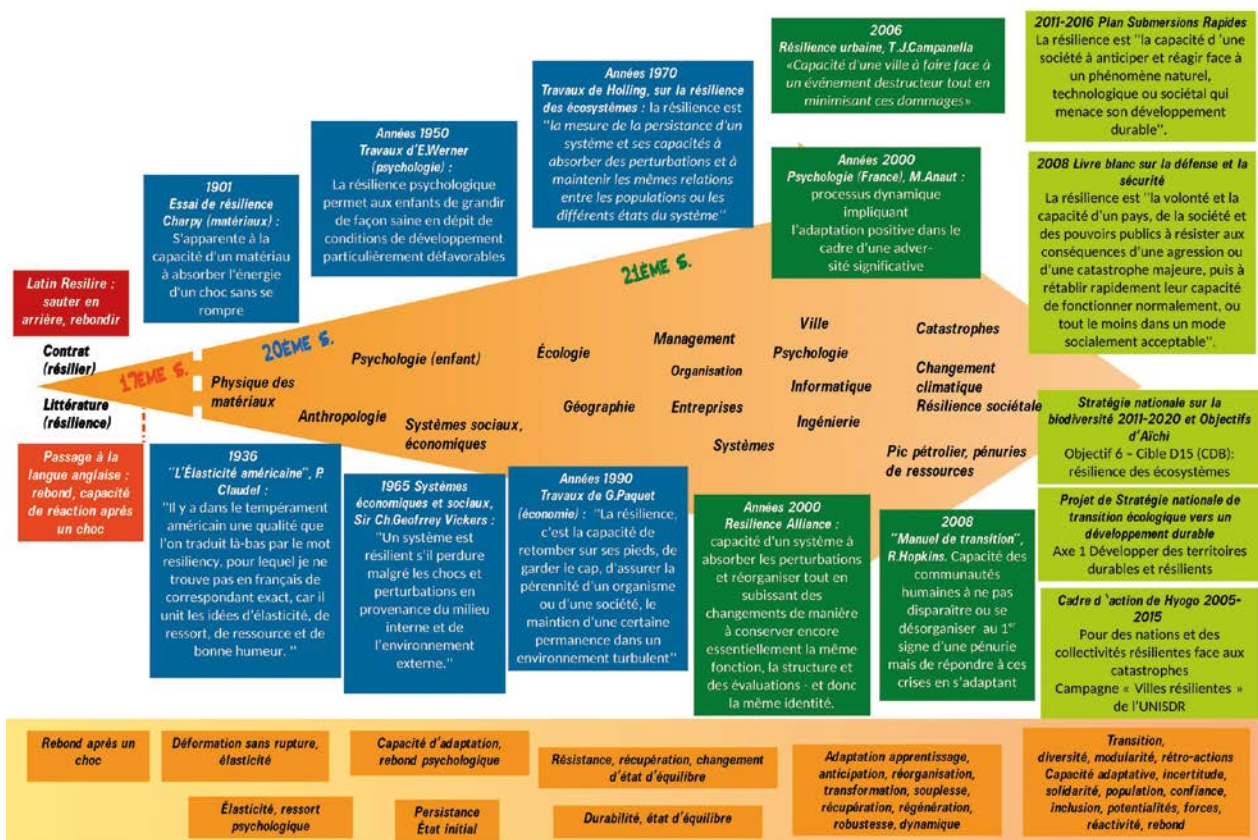 Latin Resilire :
sauter en
arrière, rebondir
Contrat
(résilier)
Littérature
(résilience)
Passage à la
langue anglaise :
rebond, capacité
de réaction après
un choc
17ÈME S.
1901
Essai de résilience
Charpy (matériaux) :
S'apparente à la
capacité d'un matériau
à absorber l'énergie
d'un choc sans se
rompre
20ÈME S.
Années 1950
Travaux d'E.Werner
(psychologie) :
La résilience psychologique
permet aux enfants de grandir
de façon saine en dépit de
conditions de développement
particulièrement défavorables
Années 1970
Travaux de Holling, sur la résilience
des écosystèmes : la résilience est
"la mesure de la persistance d'un
système et ses capacités à
absorber des perturbations et à
maintenir les mêmes relations
entre les populations ou les
différents états du système"
21ÈME S.
2006
Résilience urbaine, T.J.Campanella
«Capacité d'une ville à faire face à
un événement destructeur tout en
minimisant ces dommages»
Années 2000
Psychologie (France), M.Anaut :
processus dynamique
impliquant
l'adaptation positive dans le
cadre d'une adver-
sité significative
2011-2016 Plan Submersions Rapides
La résilience est "la capacité d 'une
société à anticiper et réagir face à
un phénomène naturel,
technologique ou sociétal qui
menace son développement
durable".
2008 Livre blanc sur la défense et la
sécurité
La résilience est "la volonté et la
capacité d'un pays, de la société et
des pouvoirs publics à résister aux
conséquences d'une agression ou
d'une catastrophe majeure, puis à
rétablir rapidement leur capacité
de fonctionner normalement, ou
tout le moins dans un mode
socialement acceptable".
Physique des
matériaux
Psychologie (enfant)
Anthropologie
Systèmes sociaux,
économiques
Écologie
Géographie
Management
Organisation
Entreprises
Systèmes
Ville
Psychologie
Informatique
Ingénierie
Catastrophes
Changement
climatique
Résilience sociétale
Pic pétrolier, pénuries
de ressources
1936
"L'Élasticité américaine", P.
Claudel :
"Il y a dans le tempérament
américain une qualité que
l'on traduit là-bas par le mot
resiliency, pour lequel je ne
trouve pas en français de
correspondant exact, car il
unit les idées d'élasticité, de
ressort, de ressource et de
bonne humeur. "
1965 Systèmes
économiques et sociaux,
Sir Ch.Geofrrey Vickers :
"Un système est
résilient s'il perdure
malgré les chocs et
perturbations en
provenance du milieu
interne et de
l'environnement
externe."
Années 1990
Travaux de G.Paquet
(économie) : "La résilience,
c'est la capacité de
retomber sur ses pieds, de
garder le cap, d'assurer la
pérennité d'un organisme
ou d'une société, le
maintien d'une certaine
permanence dans un
environnement turbulent"
Années 2000
Resilience Alliance :
capacité d'un système à
absorber les perturbations
et réorganiser tout en
subissant des
changements de manière
à conserver encore
essentiellement la même
fonction, la structure et
des évaluations - et donc
la même identité.
2008
"Manuel de transition",
R.Hopkins. Capacité des
communautés
humaines à ne pas
disparaître ou se
désorganiser au 1er
signe d'une pénurie
mais de répondre à ces
crises en s'adaptant
Stratégie nationale sur la
biodiversité 2011-2020 et Objectifs
d'Aïchi
Objectif 6 – Cible D15 (CDB):
résilience des écosystèmes
Projet de Stratégie nationale de
transition écologique vers un
développement durable
Axe 1 Développer des territoires
durables et résilients
Cadre d 'action de Hyogo 2005-
2015
Pour des nations et des
collectivités résilientes face aux
catastrophes
Campagne « Villes résilientes »
de l'UNISDR
Rebond après un
choc
Déformation sans rupture,
élasticité
Élasticité, ressort
psychologique
Capacité d'adaptation,
rebond psychologique
Persistance
État initial
Résistance, récupération, changement
d'état d'équilibre
Durabilité, état d'équilibre
Adaptation apprentissage,
anticipation, réorganisation,
transformation, souplesse,
récupération, régénération,
robustesse, dynamique
Transition,
diversité, modularité, rétro-actions
Capacité adaptative, incertitude,
solidarité, population, confiance,
inclusion, potentialités, forces,
réactivité, rebond